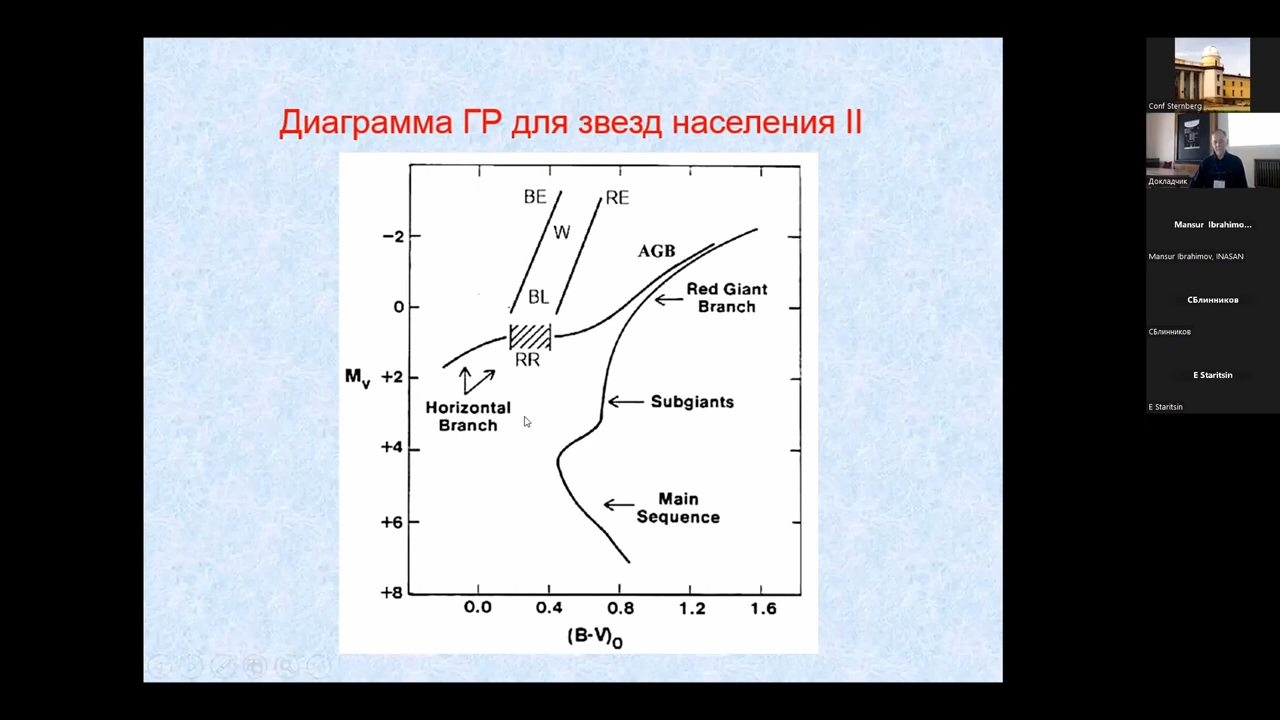 Диаграмма ГР для звезд населения II
BE
RE
W
−2
AGB
BL
Red Giant
Branch
0
RR
Mv
+2
Horizontal
Branch
Subgiants
+4
Main
Sequence
+6
+8
0.0 0.4 0.8 1.2 1.6
(B-V)0
Conf Sternberg
Докладчик
Mansur Ibrahimo...
Mansur Ibrahimov, INASAN
СБлинников
СБлинников
E Staritsin
E Staritsin